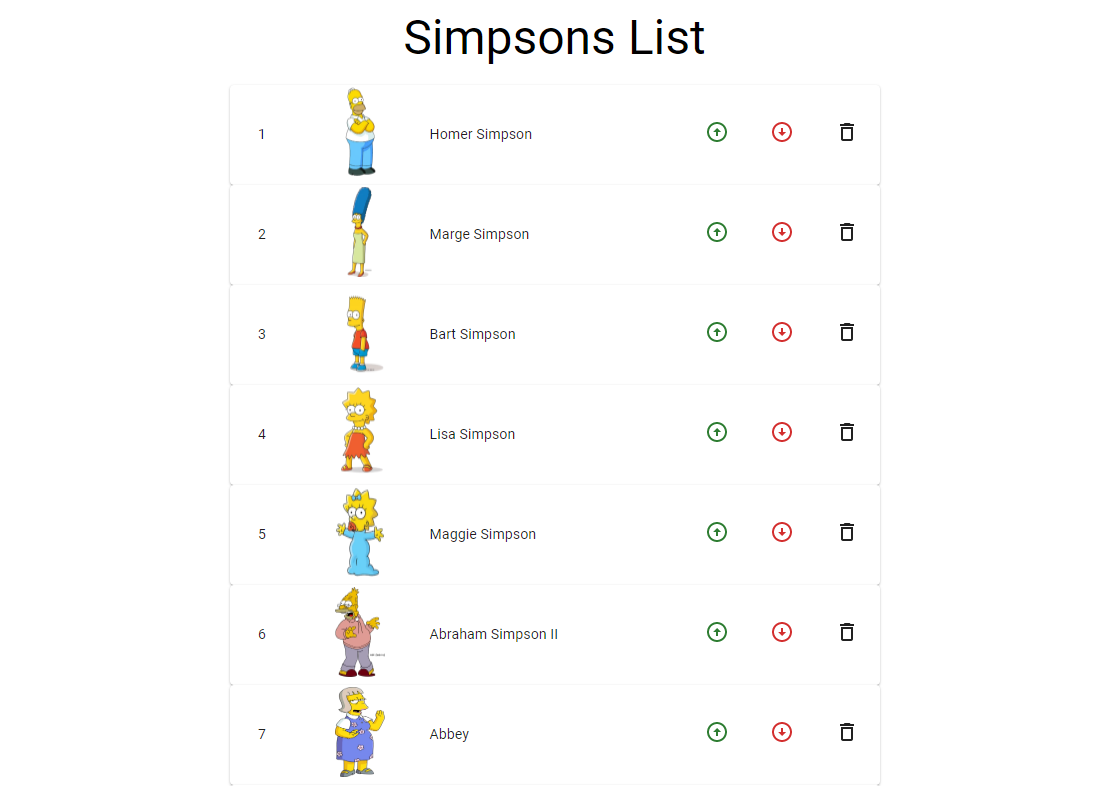 Simpsons List
1 Homer Simpson
2 Marge Simpson
3 Bart Simpson
4 Lisa Simpson
5 Maggie Simpson
6 Abraham Simpson II
7 Abbey